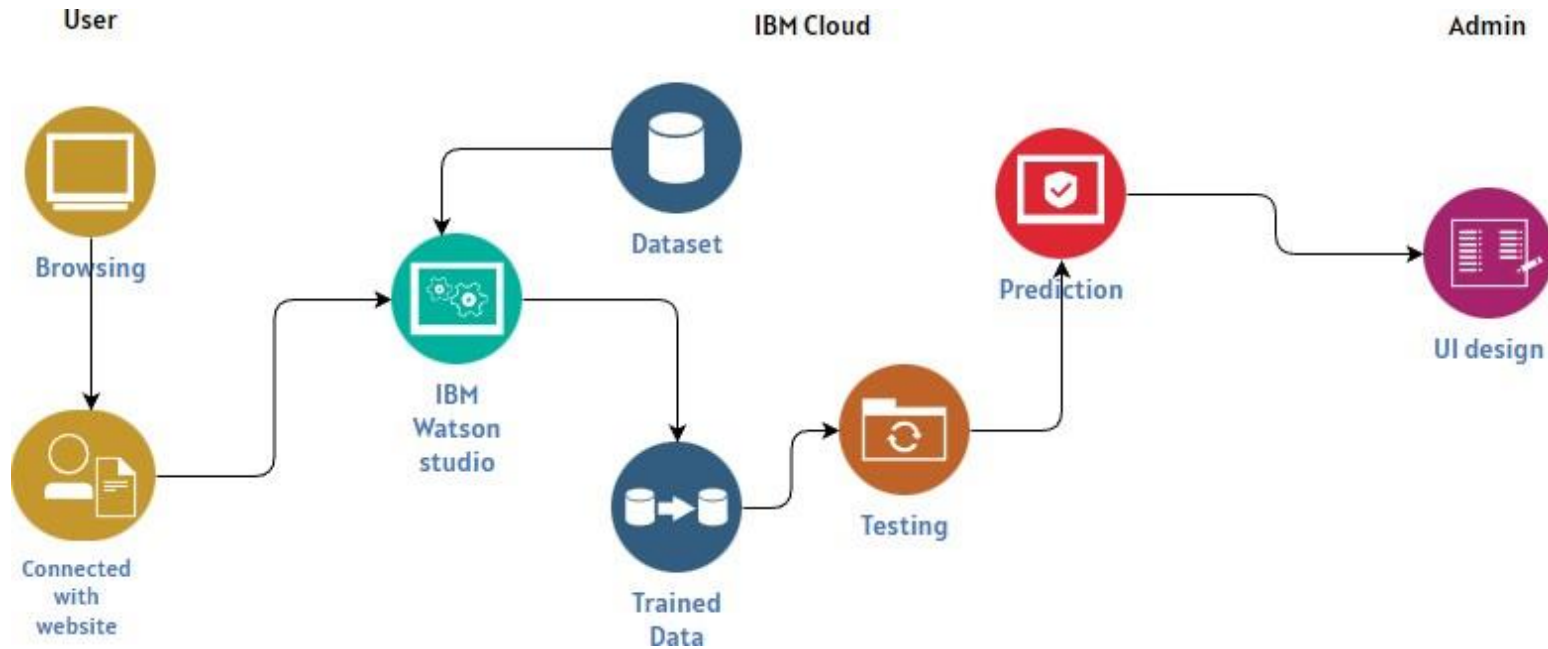 User
IBM Cloud
Admin
Browsing
Dataset
Prediction
UI design
IBM
Watson
studio
Testing
Connected
with
website
Trained
Data